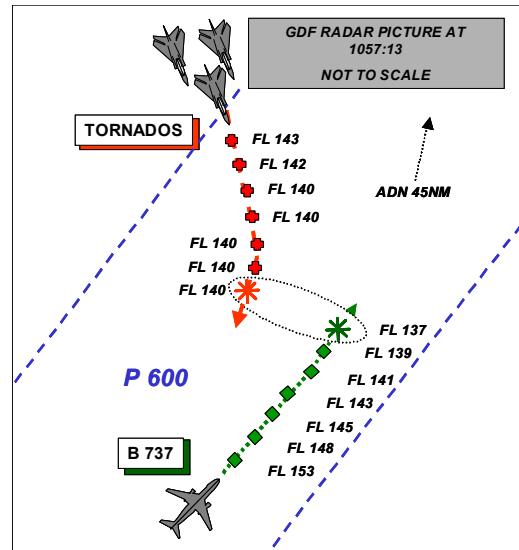 GDF RADAR PICTURE AT
1057:13
NOT TO SCALE
TORNADOS
FL 143
FL 142
FL 140
FL 140
FL 140
FL 140
FL 140
ADN 45NM
FL 137
FL 139
FL 141
FL 143
FL 145
FL 148
FL 153
P 600
B 737